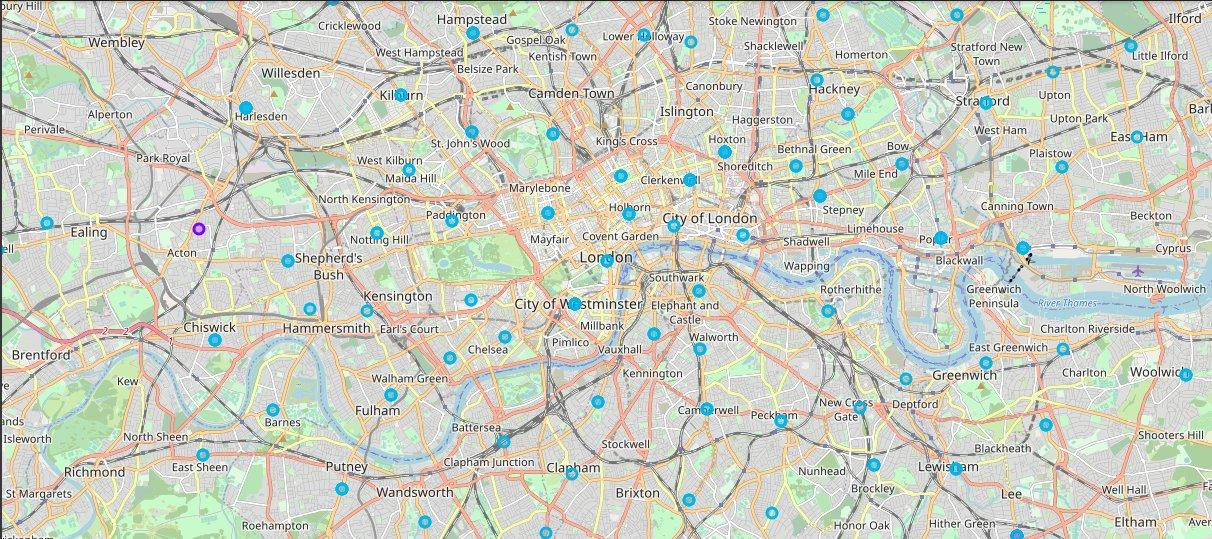 Hampstead
Stoke Newington
Ilford
Cricklewood
Gospel Oak
Lower Holloway
Wembley
West Hampstead
Kentish Town
Shacklewell
Homerton
Stratford New
Town
Little Ilford
Willesden
Belsize Park
Camden Town
Canonbury
Hackney
Kilburn
Stratford
Upton
Alperton
Harlesden
Islington
Haggerston
Upton Park
Perivale
St. John's Wood
King's Cross
Hoxton
West Ham
East Ham
Park Royal
West Kilburn
Maida Hill
Bethnal Green
Bow
Plaistow
Shoreditch
Mile End
Marylebone
Clerkenwell
North Kensington
Holborn
Stepney
Canning Town
Beckton
Paddington
City of London
Ealing
Acton
Notting Hill
Mayfair
Covent Garden
Shadwell
Limehouse
Poplar
Cyprus
Shepherd's
Bush
London
Wapping
Blackwall
Southwark
Rotherhithe
Greenwich
Peninsula
North Woolwich
Kensington
City of Westminster
Elephant and
Castle
River Thames
Chiswick
Hammersmith
Earl's Court
Millbank
Charlton Riverside
Brentford
Chelsea
Pimlico
Vauxhall
Walworth
East Greenwich
Kew
Walham Green
Kennington
Greenwich
Charlton
Woolwich
Fulham
Camberwell
Peckham
New Cross
Gate
Deptford
Barnes
Battersea
Isleworth
North Sheen
Stockwell
Blackheath
Shooters Hill
Richmond
East Sheen
Putney
Clapham Junction
Clapham
Nunhead
Lewisham
St Margarets
Wandsworth
Brixton
Brockley
Lee
Well Hall
Roehampton
Honor Oak
Hither Green
Eltham